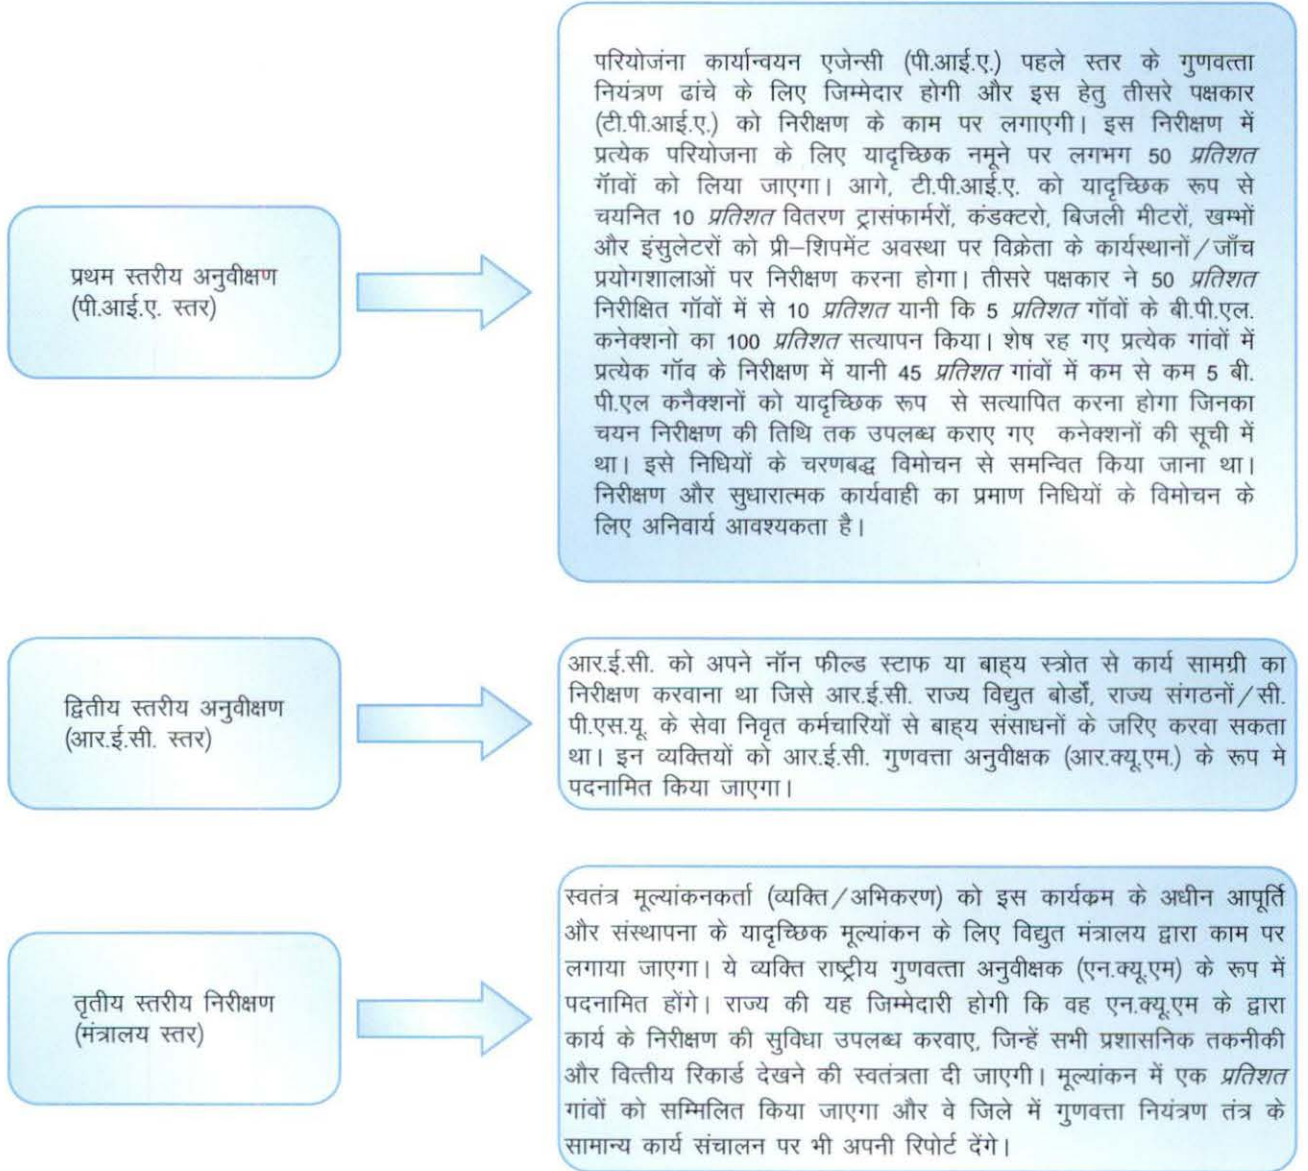 प्रथम स्तरीय अनुवीक्षण
(पी.आई.ए. स्तर)
परियोजंना कार्यान्वयन एजेन्सी (पी.आई.ए.) पहले स्तर के गुणवत्ता
नियंत्रण ढांचे के लिए जिम्मेदार होगी और इस हेतु तीसरे पक्षकार
(टी.पी.आई.ए.) को निरीक्षण के काम पर लगाएगी। इस निरीक्षण में
प्रत्येक परियोजना के लिए यादृच्छिक नमूने पर लगभग 50 प्रतिशत
गॅावों को लिया जाएगा। आगे, टी.पी.आई.ए. को यादृच्छिक रूप से
चयनित 10 प्रतिशत वितरण ट्रासंफार्मरों, कंडक्टरो, बिजली मीटरों, खम्भों
और इंसुलेटरों को प्री–शिपमेंट अवस्था पर विक्रेता के कार्यस्थानों/जाँच
प्रयोगशालाओं पर निरीक्षण करना होगा। तीसरे पक्षकार ने 50 प्रतिशत
निरीक्षित गॉवों में से 10 प्रतिशत यानी कि 5 प्रतिशत गॉवों के बी.पी.एल.
कनेक्शनो का 100 प्रतिशत सत्यापन किया। शेष रह गए प्रत्येक गांवों में
प्रत्येक गॉव के निरीक्षण में यानी 45 प्रतिशत गांवों में कम से कम 5 बी.
पी.एल कनैक्शनों को यादृच्छिक रूप से सत्यापित करना होगा जिनका
चयन निरीक्षण की तिथि तक उपलब्ध कराए गए कनेक्शनों की सूची में
था। इसे निधियों के चरणबद्ध विमोचन से समन्वित किया जाना था।
निरीक्षण और सुधारात्मक कार्यवाही का प्रमाण निधियों के विमोचन के
लिए अनिवार्य आवश्यकता है।
द्वितीय स्तरीय अनुवीक्षण
(आर.ई.सी. स्तर)
आर.ई.सी. को अपने नॉन फील्ड स्टाफ या बाह्य स्त्रोत से कार्य सामग्री का
निरीक्षण करवाना था जिसे आर.ई.सी. राज्य विद्युत बोर्डों, राज्य संगठनों/सी.
पी.एस.यू. के सेवा निवृत कर्मचारियों से बाह्य संसाधनों के जरिए करवा सकता
था। इन व्यक्तियों को आर.ई.सी. गुणवत्ता अनुवीक्षक (आर.क्यू.एम.) के रूप मे
पदनामित किया जाएगा।
तृतीय स्तरीय निरीक्षण
(मंत्रालय स्तर)
स्वतंत्र मूल्यांकनकर्ता (व्यक्ति/अभिकरण) को इस कार्यक्रम के अधीन आपूर्ति
और संस्थापना के यादृच्छिक मूल्यांकन के लिए विद्युत मंत्रालय द्वारा काम पर
लगाया जाएगा। ये व्यक्ति राष्ट्रीय गुणवत्ता अनुवीक्षक (एन.क्यू.एम) के रूप में
पदनामित होंगे। राज्य की यह जिम्मेदारी होगी कि वह एन.क्यू.एम के द्वारा
कार्य के निरीक्षण की सुविधा उपलब्ध करवाए, जिन्हें सभी प्रशासनिक तकनीकी
और वित्तीय रिकार्ड देखने की स्वतंत्रता दी जाएगी। मूल्यांकन में एक प्रतिशत
गांवों को सम्मिलित किया जाएगा और वे जिले में गुणवत्ता नियंत्रण तंत्र के
सामान्य कार्य संचालन पर भी अपनी रिपोर्ट देंगे।